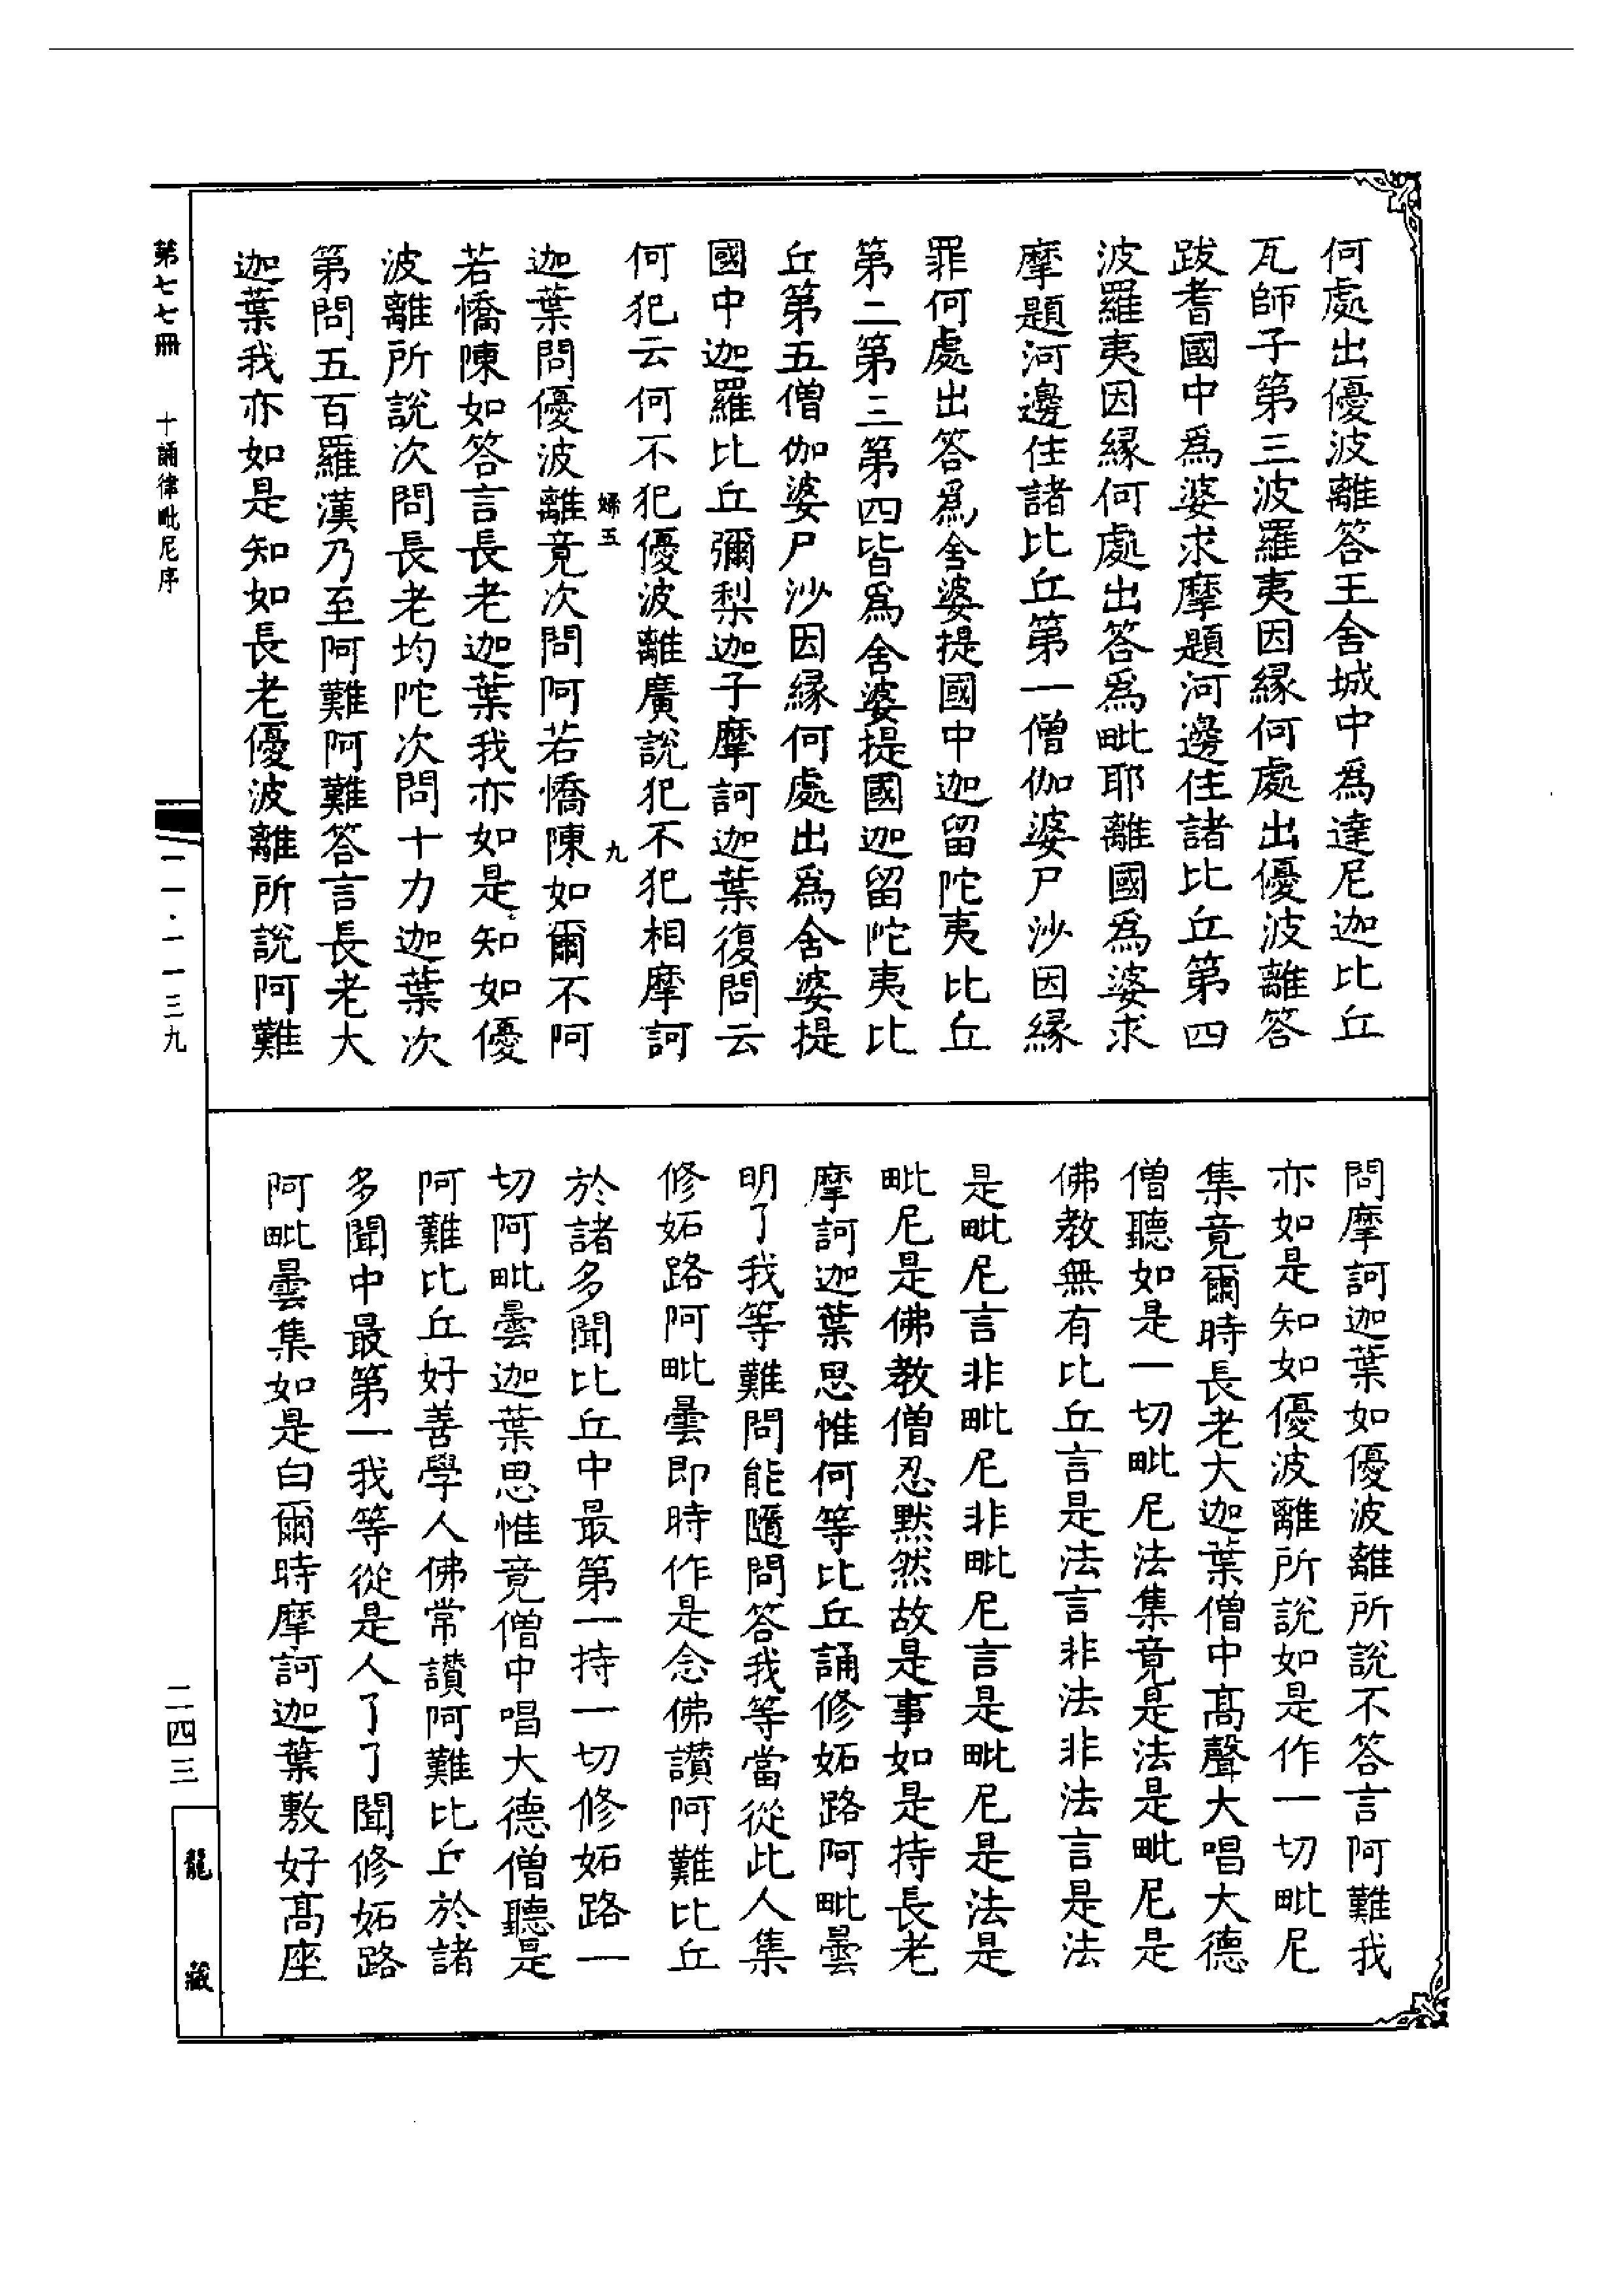 何處出優波離答王舍城中為達尼迦比丘
瓦師子第三波羅夷因緣何處出優波離答
跋耆國中為婆求摩題河邊住諸比丘第四
波羅夷因緣何處出答為毗耶離國為婆求
摩題河邊住諸比丘第一僧伽婆尸沙因緣
罪何處出答為舍婆提國中迦留陀夷比丘
第二第三第四皆為舍婆提國迦留陀夷比
丘第五僧伽婆尸沙因緣何處出為舍婆提
國中迦羅比丘彌梨迦子摩訶迦葉復問云
何犯云何不犯優波離廣說犯不犯相摩訶
婦五 九
迦葉問優波離竟次問阿若憍陳如爾不阿
若憍陳如答言長老迦葉我亦如是知如優
波離所說次問長老均陀次問十力迦葉次
第問五百羅漢乃至阿難阿難答言長老大
迦葉我亦如是知如長老優波離所說阿難
問摩訶迦葉如優波離所說不答言阿難我
亦如是知如優波離所說如是作一切毗尼
集竟爾時長老大迦葉僧中髙聲大唱大德
僧聽如是一切毗尼法集竟是法是毗尼是
佛教無有比丘言是法言非法非法言是法
是毗尼言非毗尼非毗尼言是毗尼是法是
毗尼是佛教僧忍默然故是事如是持長老
摩訶迦葉思惟何等比丘誦修妬路阿毗曇
明了我等難問能隨問答我等當從此人集
修妬路阿毗曇即時作是念佛讃阿難比丘
於諸多聞比丘中最第一持一切修妬路一
切阿毗曇迦葉思惟竟僧中唱大德僧聽是
阿難比丘好善學人佛常讃阿難比丘於諸
多聞中最第一我等從是人了了聞修妬路
阿毗曇集如是白爾時摩訶迦葉敷好髙座
第七七冊 十誦律毗尼序
一一·一一三九
二四三
龍藏